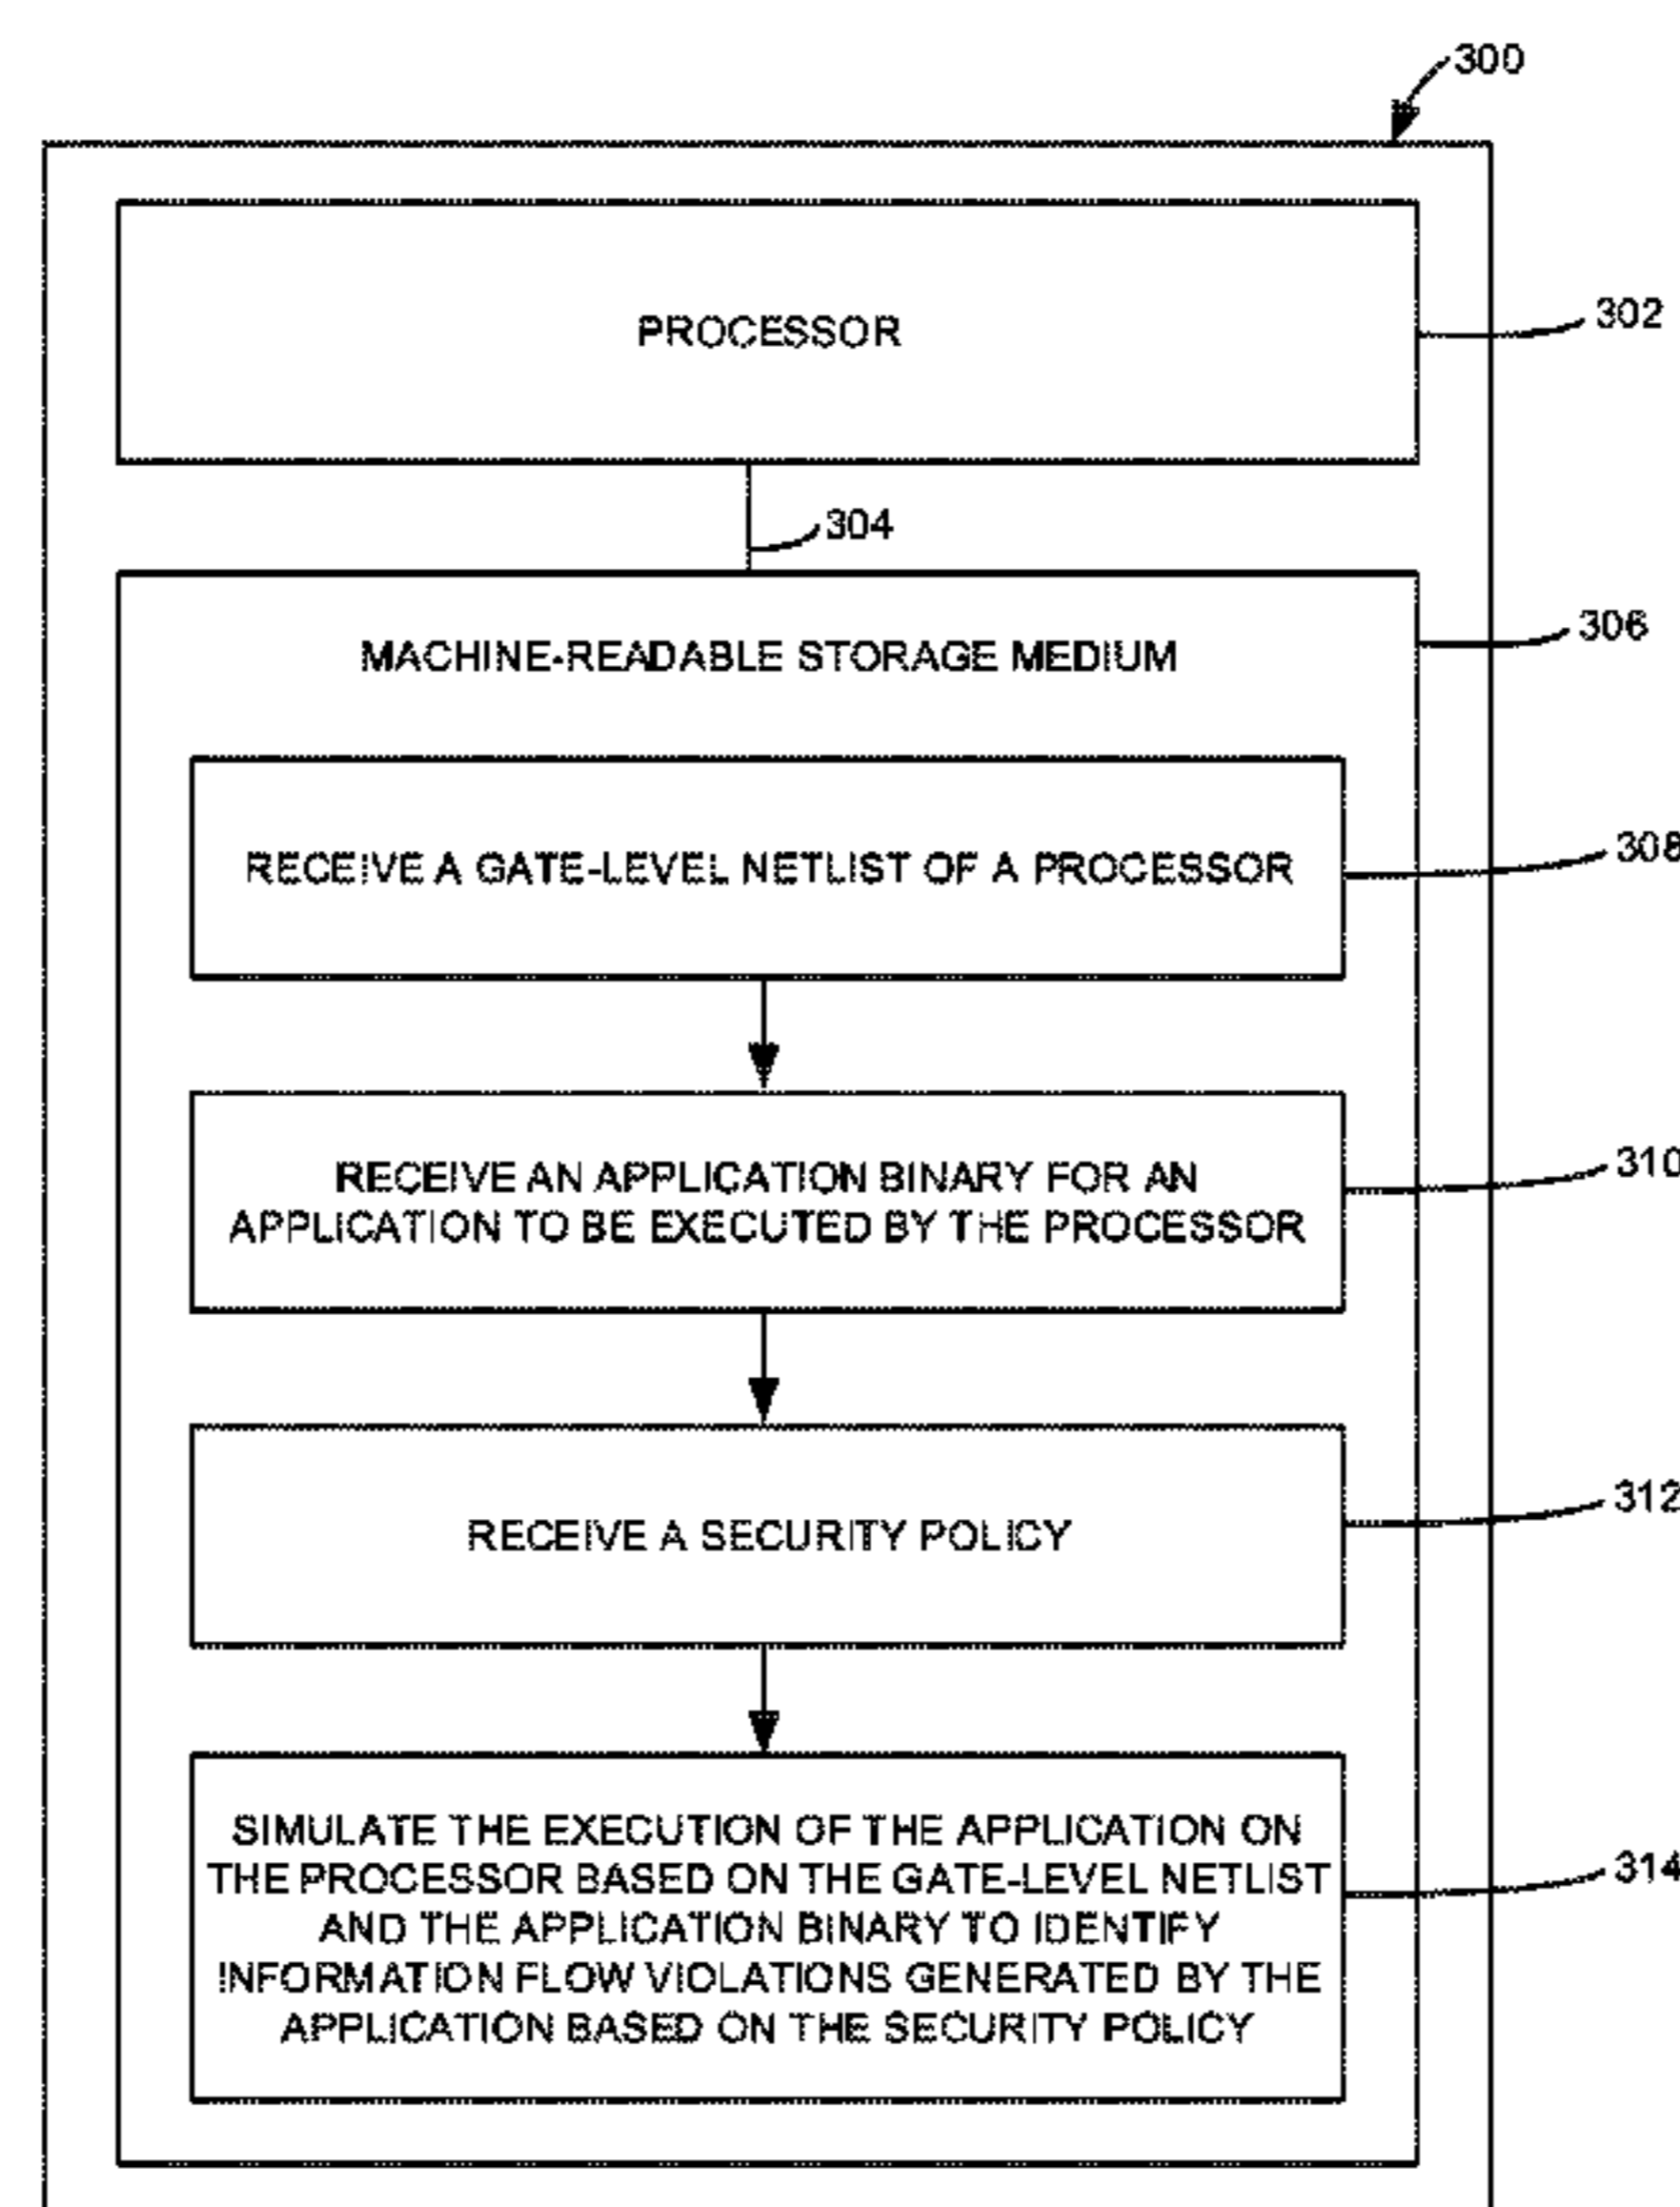 300
PROCESSOR
302
304
MACHINE-READABLE STORAGE MEDIUM
306
RECEIVE A GATE-LEVEL NETLIST OF A PROCESSOR
308
RECEIVE AN APPLICATION BINARY FOR AN
APPLICATION TO BE EXECUTED BY THE PROCESSOR
310
RECEIVE A SECURITY POLICY
312
SIMULATE THE EXECUTION OF THE APPLICATION ON
THE PROCESSOR BASED ON THE GATE-LEVEL NETLIST
AND THE APPLICATION BINARY TO IDENTIFY
INFORMATION FLOW VIOLATIONS GENERATED BY THE
APPLICATION BASED ON THE SECURITY POLICY
314